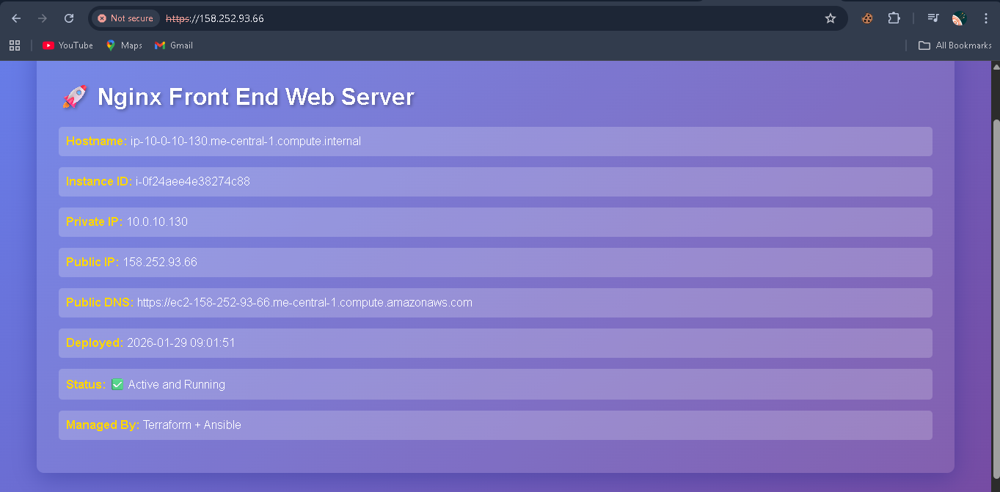 Not secure https://158.252.93.66
YouTube Maps Gmail All Bookmarks
Nginx Front End Web Server
Hostname: ip-10-0-10-130.me-central-1.compute.internal
Instance ID: i-0f24aee4e38274c88
Private IP: 10.0.10.130
Public IP: 158.252.93.66
Public DNS: https://ec2-158-252-93-66.me-central-1.compute.amazonaws.com
Deployed: 2026-01-29 09:01:51
Status: ✅ Active and Running
Managed By: Terraform + Ansible